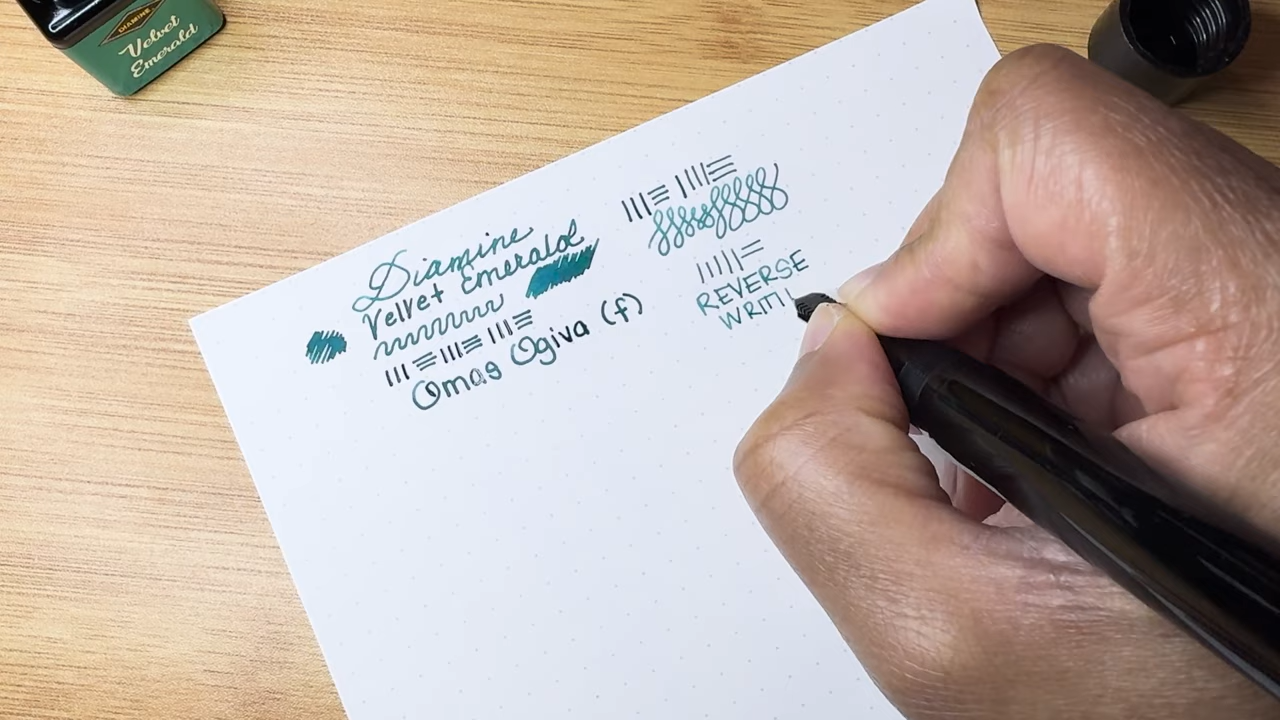 DIAMINE
Velvet
Emerald
Diamine
Velvet Emerald
Omas Ogiva (f)
REVERSE
WRITI